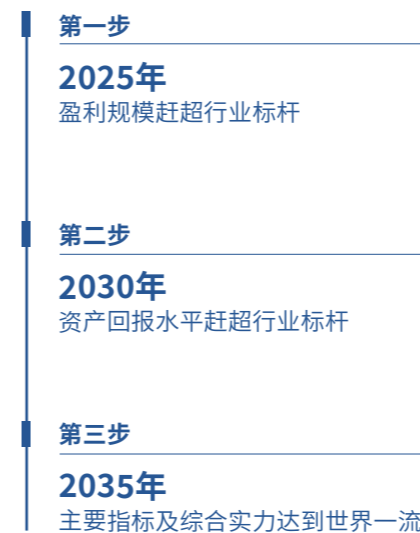 第一步
2025年
盈利规模赶超行业标杆
第二步
2030年
资产回报水平赶超行业标杆
第三步
2035年
主要指标及综合实力达到世界一流